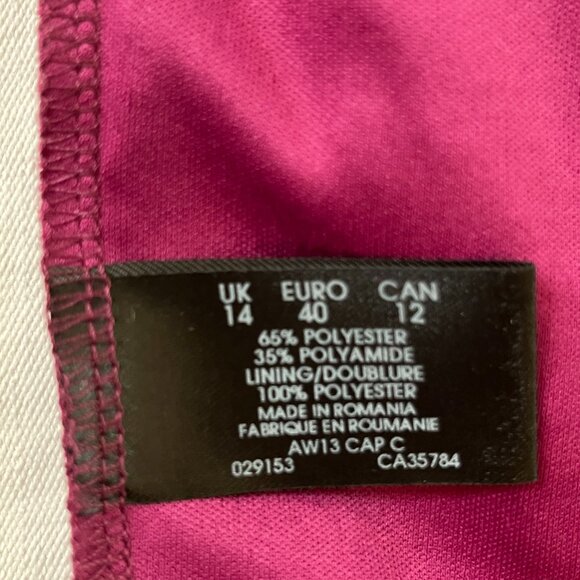 UK EURO CAN
14 40 12
65% POLYESTER
35% POLYAMIDE
LINING/DOUBLURE
100% POLYESTER
MADE IN ROMANIA
FABRIQUE EN ROUMANIE
AW13 CAP C
029153 CA35784